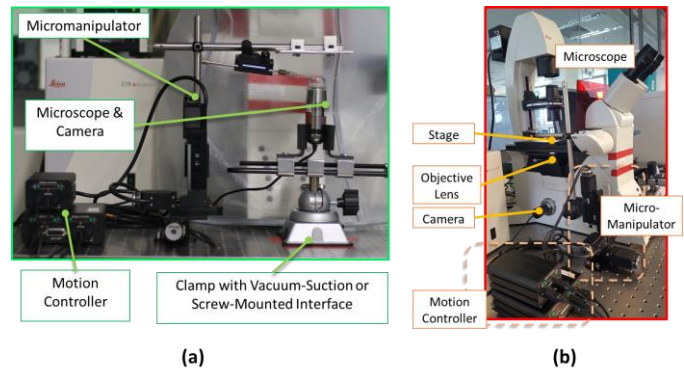 Micromanipulator
Microscope &
Camera
Motion
Controller
Clamp with Vacuum-Suction or
Screw-Mounted Interface
(a)
Microscope
Stage
Objective
Lens
Camera
Micro-
Manipulator
Motion
Controller
(b)